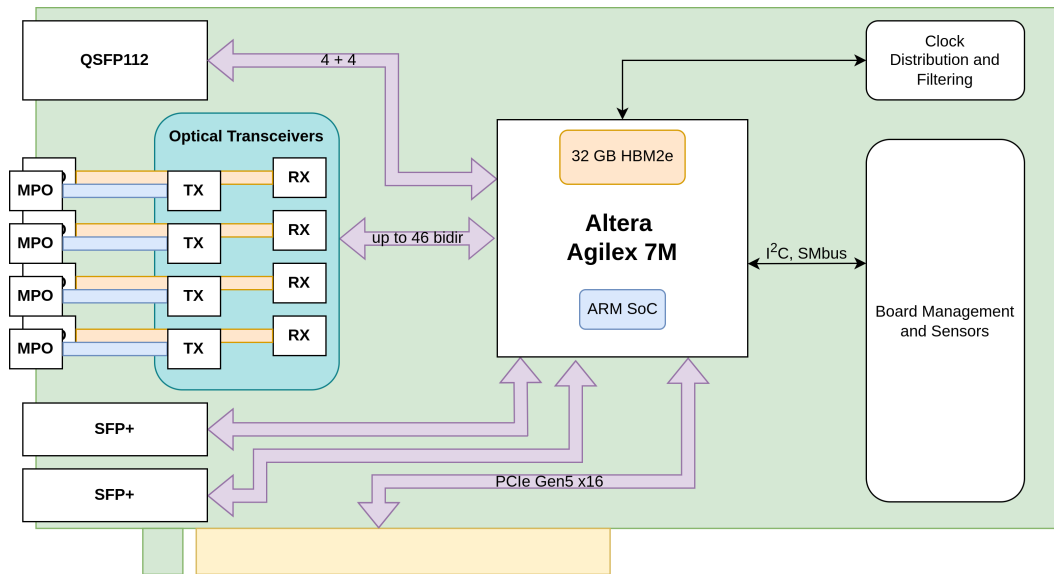 QSFP112
4 + 4
Clock
Distribution and
Filtering
Optical Transceivers
32 GB HBM2e
RX
MPO
TX
Altera
Agilex 7M
RX
MPO
TX
up to 46 bidir
I2C, SMbus
RX
MPO
TX
ARM SoC
Board Management
and Sensors
RX
MPO
TX
SFP+
SFP+
PCIe Gen5 x16